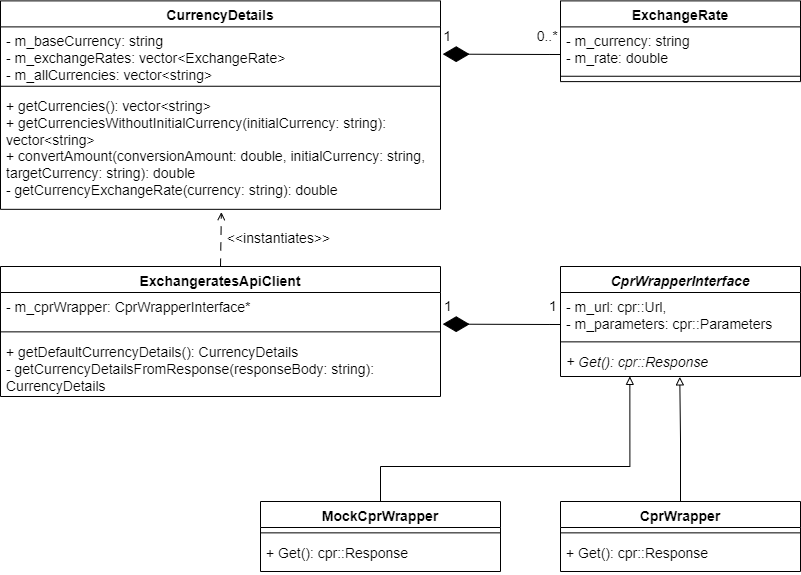 CurrencyDetails
- m_baseCurrency: string
- m_exchangeRates: vector<ExchangeRate>
- m_allCurrencies: vector<string>
+ getCurrencies(): vector<string>
+ getCurrenciesWithoutInitialCurrency(initialCurrency: string):
vector<string>
+ convertAmount(conversionAmount: double, initialCurrency: string,
targetCurrency: string): double
- getCurrencyExchangeRate(currency: string): double
1
0..*
ExchangeRate
- m_currency: string
- m_rate: double
<<instantiates>>
ExchangeratesApiClient
- m_cprWrapper: CprWrapperInterface*
+ getDefaultCurrencyDetails(): CurrencyDetails
- getCurrencyDetailsFromResponse(responseBody: string):
CurrencyDetails
1
1
CprWrapperInterface
- m_url: cpr::Url,
- m_parameters: cpr::Parameters
+ Get(): cpr::Response
MockCprWrapper
+ Get(): cpr::Response
CprWrapper
+ Get(): cpr::Response